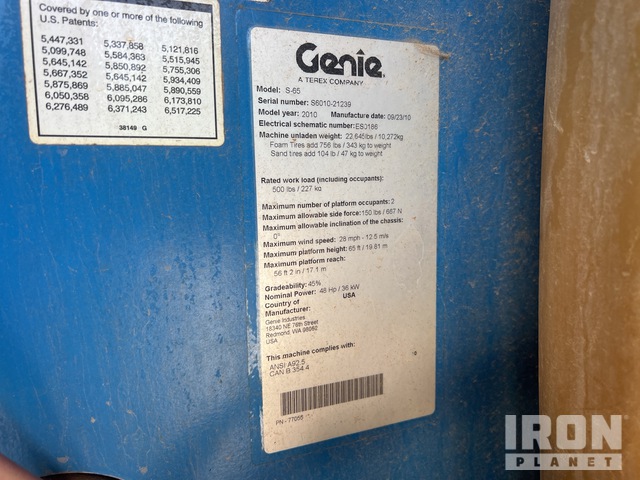 Covered by one or more of the following
U.S. Patents:
5,447,331 5,337,858 5,121,816
5,099,748 5,584,363 5,515,945
5,645,142 5,850,892 5,755,306
5,667,352 5,645,142 5,934,409
5,875,869 5,885,047 5,890,559
6,050,358 6,095,286 6,173,810
6,276,489 6,371,243 6,517,225
38149 G
Genie
A TEREX COMPANY
Model: S-65
Serial number: S6010-21239
Model year: 2010 Manufacture date: 09/23/10
Electrical schematic number: ES0186
Machine unladen weight: 22,645lbs / 10,272kg
Foam Tires add 756 lbs / 343 kg to weight
Sand tires add 104 lb / 47 kg to weight
Rated work load (including occupants):
500 lbs / 227 kg
Maximum number of platform occupants: 2
Maximum allowable side force: 150 lbs / 667 N
Maximum allowable inclination of the chassis:
0°
Maximum wind speed: 28 mph - 12.5 m/s
Maximum platform height: 65 ft / 19.81 m
Maximum platform reach:
56 ft 2 in / 17.1 m
Gradeability: 45%
Nominal Power: 48 Hp / 36 kW
Country of USA
Manufacturer:
Genie Industries
18340 NE 76th Street
Redmond, WA 98052
USA
This machine complies with:
ANSI A92.5
CAN B.354.4
PN - 77055
IRON
PLANET